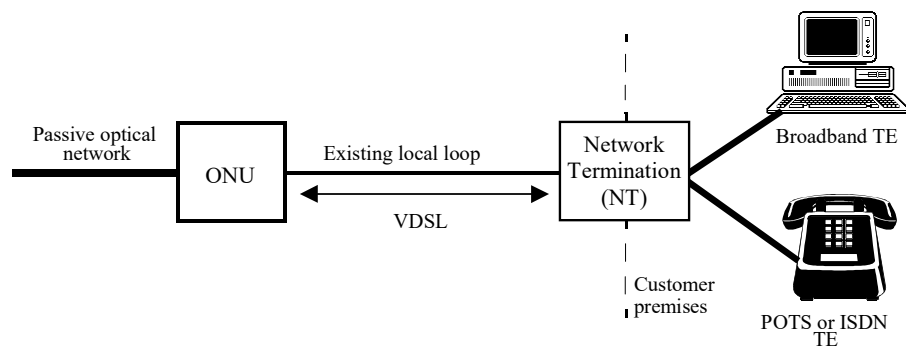 Passive optical
network
ONU
Existing local loop
VDSL
Network
Termination
(NT)
Customer
premises
Broadband TE
POTS or ISDN
TE